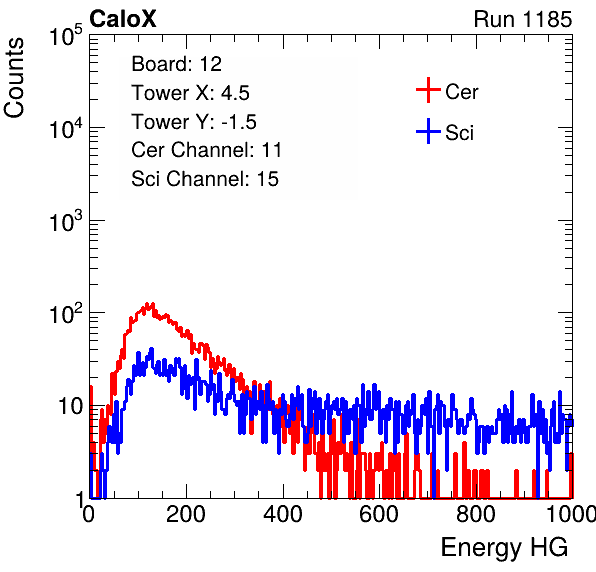 CaloX Run 1185
Counts
Board: 12
Tower X: 4.5
Tower Y: -1.5
Cer Channel: 11
Sci Channel: 15
Cer
Sci
10^5
10^4
10^3
10^2
10
1
0 200 400 600 800 1000
Energy HG